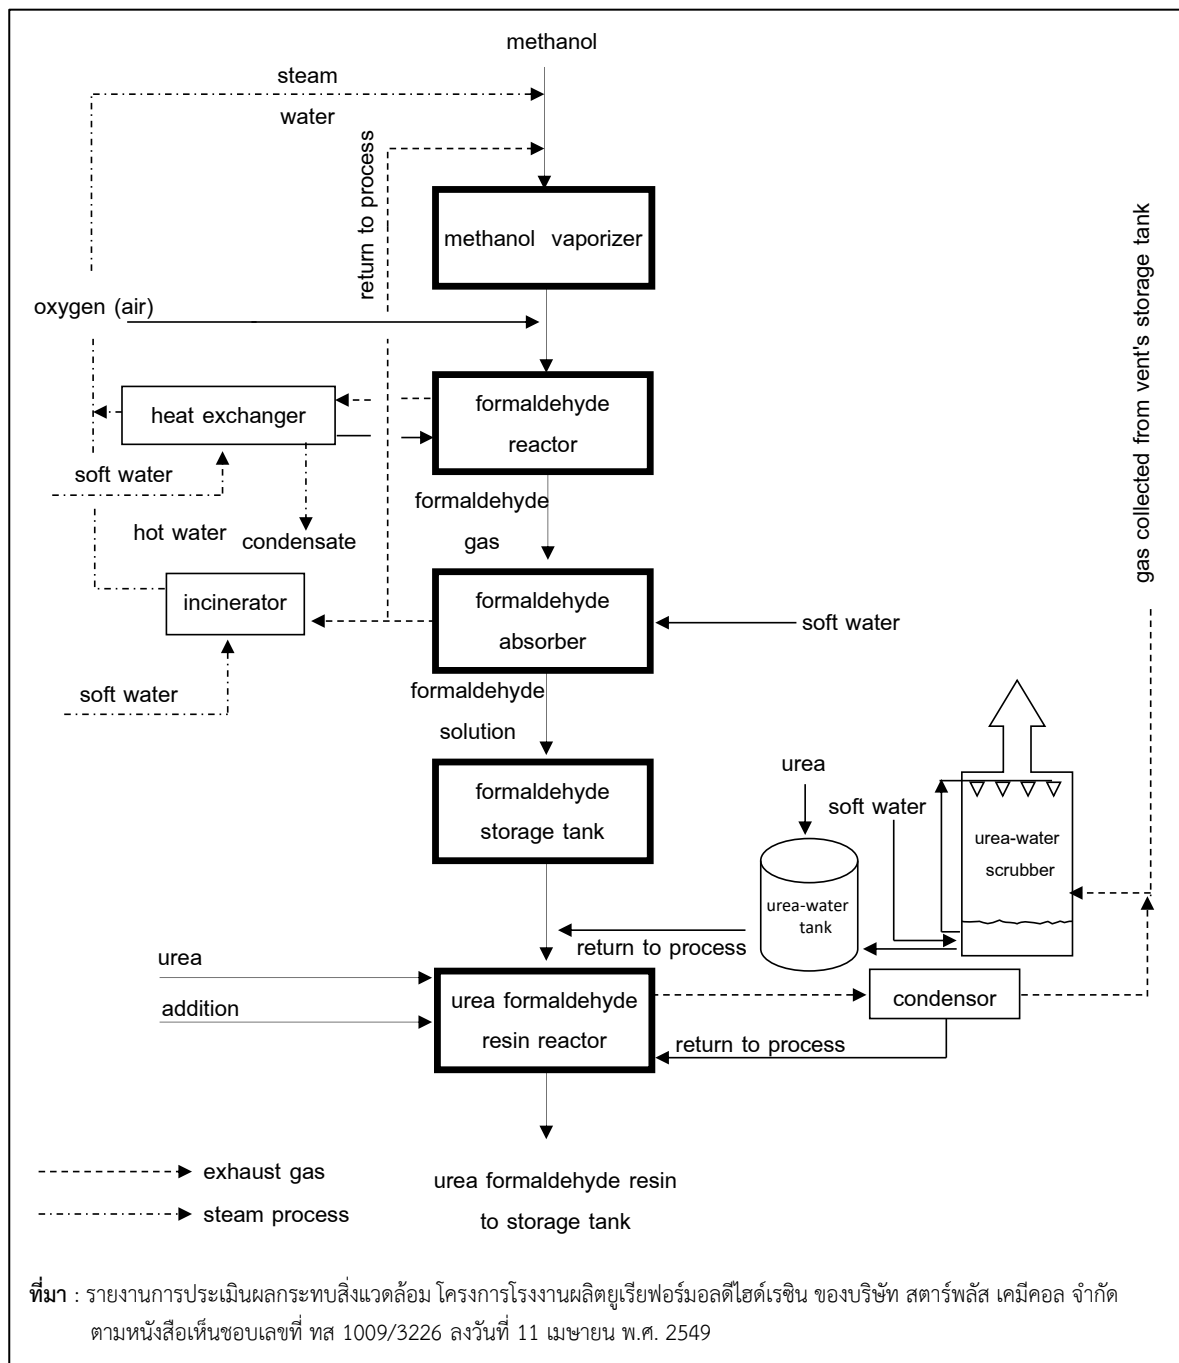 methanol
steam
water
return to process
methanol vaporizer
oxygen (air)
heat exchanger
formaldehyde
reactor
soft water
hot water
condensate
formaldehyde
gas
incinerator
formaldehyde
absorber
soft water
soft water
formaldehyde
solution
formaldehyde
storage tank
urea
soft water
urea-water
scrubber
urea-water
tank
gas collected from vent's storage tank
return to process
urea
addition
urea formaldehyde
resin reactor
condensor
return to process
exhaust gas
steam process
urea formaldehyde resin
to storage tank
ที่มา : รายงานการประเมินผลกระทบสิ่งแวดล้อม โครงการโรงงานผลิตยูเรียฟอร์มอลดีไฮด์เรซิน ของบริษัท สตาร์พลัส เคมีคอล จำกัด
ตามหนังสือเห็นชอบเลขที่ ทส 1009/3226 ลงวันที่ 11 เมษายน พ.ศ. 2549